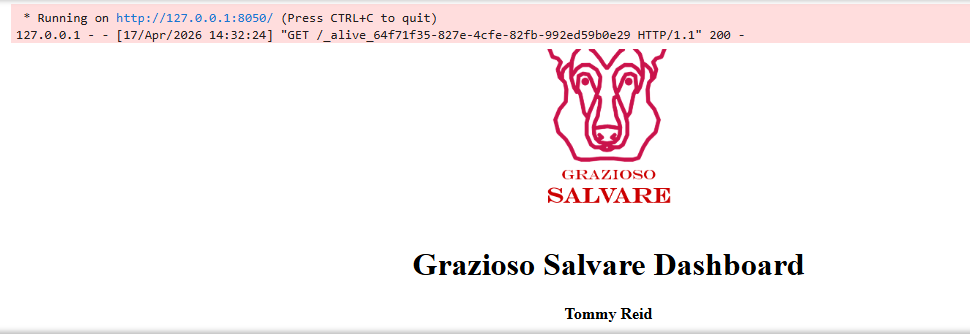 * Running on http://127.0.0.1:8050/ (Press CTRL+C to quit)
127.0.0.1 - - [17/Apr/2026 14:32:24] "GET /_alive_64f71f35-827e-4cfe-82fb-992ed59b0e29 HTTP/1.1" 200 -
GRAZIOSO
SALVARE
Grazioso Salvare Dashboard
Tommy Reid